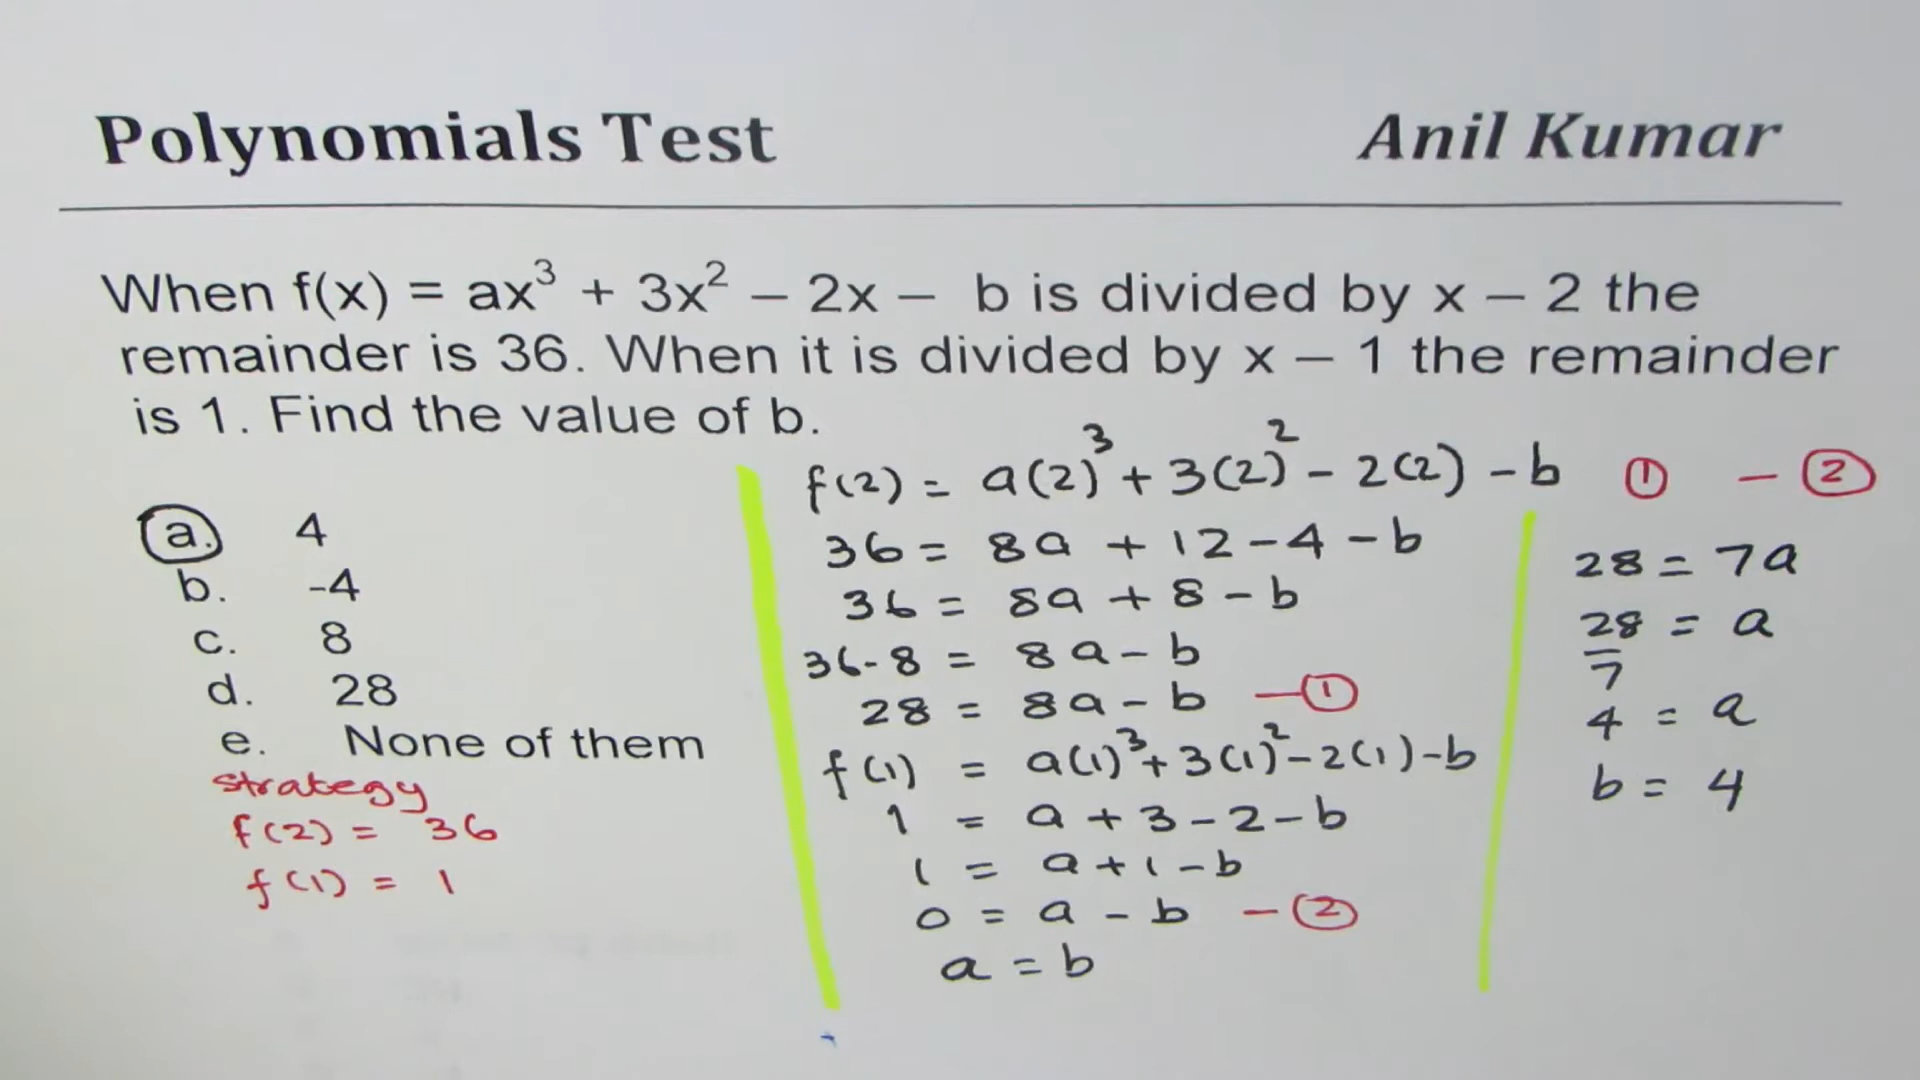 Polynomials Test Anil Kumar
When f(x) = ax³ + 3x² – 2x – b is divided by x – 2 the
remainder is 36. When it is divided by x – 1 the remainder
is 1. Find the value of b.
a. 4
b. -4
c. 8
d. 28
e. None of them
strategy
f(2) = 36
f(1) = 1
f(2) = a(2)³ + 3(2)² - 2(2) - b
36 = 8a + 12 - 4 - b
36 = 8a + 8 - b
36-8 = 8a - b
28 = 8a - b — ①
f(1) = a(1)³ + 3(1)² - 2(1) - b
1 = a + 3 - 2 - b
1 = a + 1 - b
0 = a - b — ②
a = b
① — ②
28 = 7a
28/7 = a
4 = a
b = 4